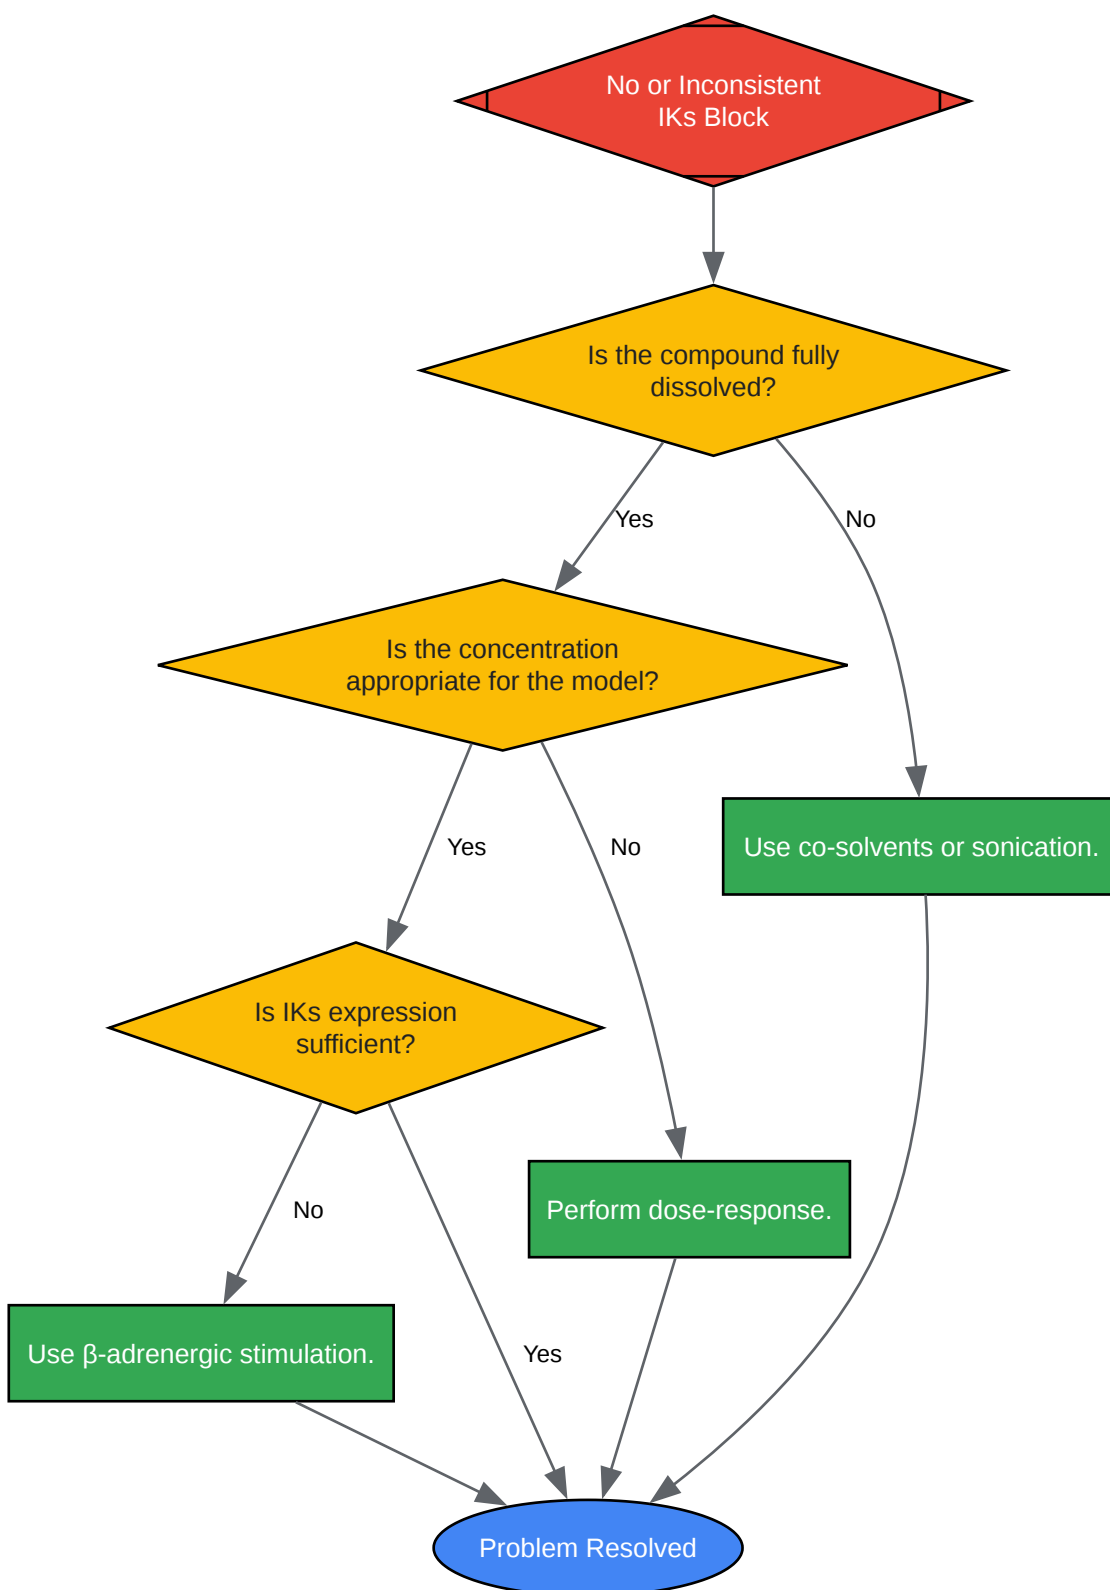 No or Inconsistent
IKs Block
Is the compound fully
dissolved?
Yes
No
Is the concentration
appropriate for the model?
Yes
No
Use co-solvents or sonication.
Is IKs expression
sufficient?
No
Perform dose-response.
Use β-adrenergic stimulation.
Yes
Problem Resolved